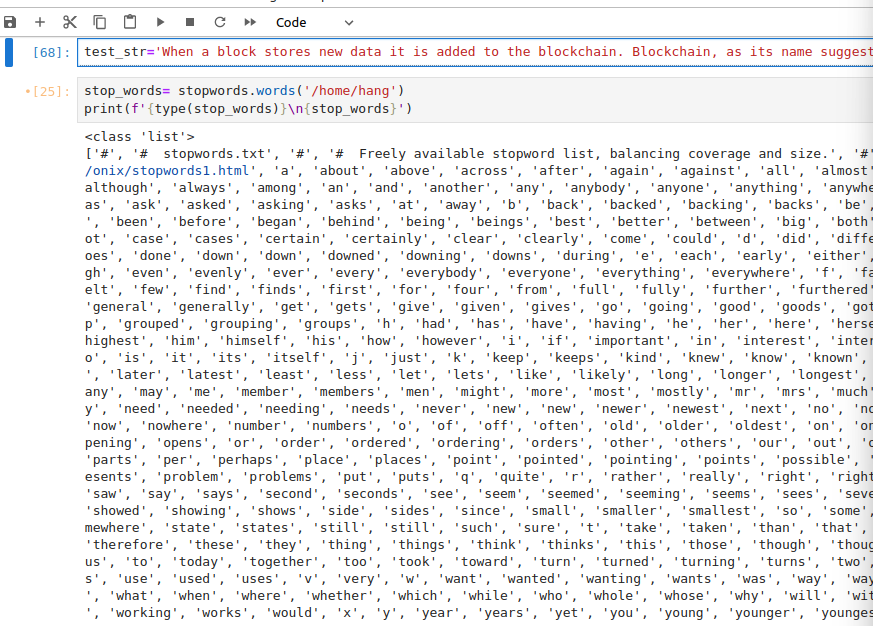 Code
[68]: test_str='When a block stores new data it is added to the blockchain. Blockchain, as its name suggest
[25]: stop_words= stopwords.words('/home/hang')
print(f'{type(stop_words)}\n{stop_words}')
<class 'list'>
['#', '#  stopwords.txt', '#', '#  Freely available stopword list, balancing coverage and size.', '#'
/onix/stopwords1.html', 'a', 'about', 'above', 'across', 'after', 'again', 'against', 'all', 'almost'
although', 'always', 'among', 'an', 'and', 'another', 'any', 'anybody', 'anyone', 'anything', 'anywhe
as', 'ask', 'asked', 'asking', 'asks', 'at', 'away', 'b', 'back', 'backed', 'backing', 'backs', 'be',
', 'been', 'before', 'began', 'behind', 'being', 'beings', 'best', 'better', 'between', 'big', 'both'
ot', 'case', 'cases', 'certain', 'certainly', 'clear', 'clearly', 'come', 'could', 'd', 'did', 'diffe
oes', 'done', 'down', 'down', 'downed', 'downing', 'downs', 'during', 'e', 'each', 'early', 'either',
gh', 'even', 'evenly', 'ever', 'every', 'everybody', 'everyone', 'everything', 'everywhere', 'f', 'fa
elt', 'few', 'find', 'finds', 'first', 'for', 'four', 'from', 'full', 'fully', 'further', 'furthered'
'general', 'generally', 'get', 'gets', 'give', 'given', 'gives', 'go', 'going', 'good', 'goods', 'got
p', 'grouped', 'grouping', 'groups', 'h', 'had', 'has', 'have', 'having', 'he', 'her', 'here', 'herse
highest', 'him', 'himself', 'his', 'how', 'however', 'i', 'if', 'important', 'in', 'interest', 'inter
o', 'is', 'it', 'its', 'itself', 'j', 'just', 'k', 'keep', 'keeps', 'kind', 'knew', 'know', 'known',
', 'later', 'latest', 'least', 'less', 'let', 'lets', 'like', 'likely', 'long', 'longer', 'longest',
any', 'may', 'me', 'member', 'members', 'men', 'might', 'more', 'most', 'mostly', 'mr', 'mrs', 'much'
y', 'need', 'needed', 'needing', 'needs', 'never', 'new', 'new', 'newer', 'newest', 'next', 'no', 'no
'now', 'nowhere', 'number', 'numbers', 'o', 'of', 'off', 'often', 'old', 'older', 'oldest', 'on', 'on
pening', 'opens', 'or', 'order', 'ordered', 'ordering', 'orders', 'other', 'others', 'our', 'out', 'o
'parts', 'per', 'perhaps', 'place', 'places', 'point', 'pointed', 'pointing', 'points', 'possible', '
esents', 'problem', 'problems', 'put', 'puts', 'q', 'quite', 'r', 'rather', 'really', 'right', 'right
'saw', 'say', 'says', 'second', 'seconds', 'see', 'seem', 'seemed', 'seeming', 'seems', 'sees', 'seve
'showed', 'showing', 'shows', 'side', 'sides', 'since', 'small', 'smaller', 'smallest', 'so', 'some',
mewhere', 'state', 'states', 'still', 'still', 'such', 'sure', 't', 'take', 'taken', 'than', 'that',
'therefore', 'these', 'they', 'thing', 'things', 'think', 'thinks', 'this', 'those', 'though', 'thoug
us', 'to', 'today', 'together', 'too', 'took', 'toward', 'turn', 'turned', 'turning', 'turns', 'two',
s', 'use', 'used', 'uses', 'v', 'very', 'w', 'want', 'wanted', 'wanting', 'wants', 'was', 'way', 'way
', 'what', 'when', 'where', 'whether', 'which', 'while', 'who', 'whole', 'whose', 'why', 'will', 'wit
', 'working', 'works', 'would', 'x', 'y', 'year', 'years', 'yet', 'you', 'young', 'younger', 'younges